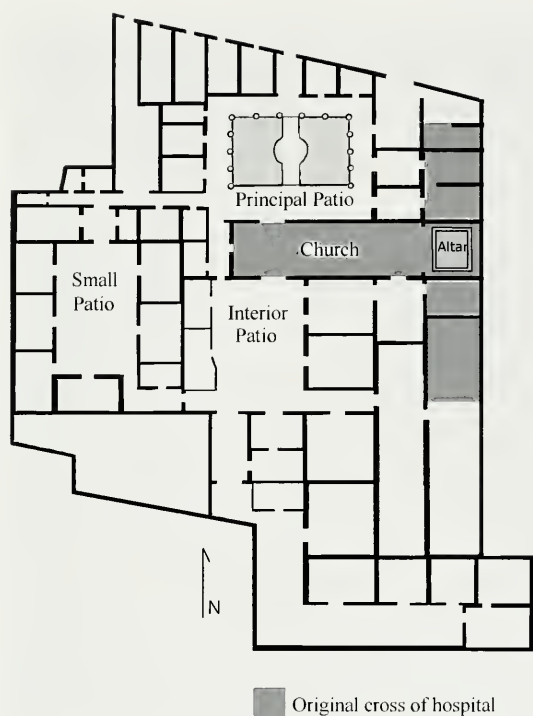 Principal Patio
Church
Altar
Small
Patio
Interior
Patio
N
Original cross of hospital